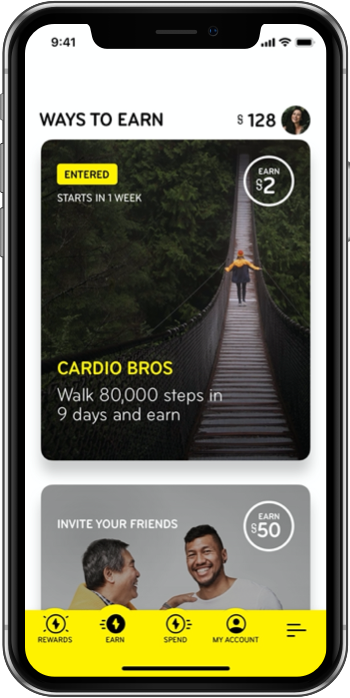 9:41
WAYS TO EARN
$ 128
ENTERED
STARTS IN 1 WEEK
EARN
$2
CARDIO BROS
Walk 80,000 steps in
9 days and earn
INVITE YOUR FRIENDS
EARN
$50
REWARDS
EARN
SPEND
MY ACCOUNT